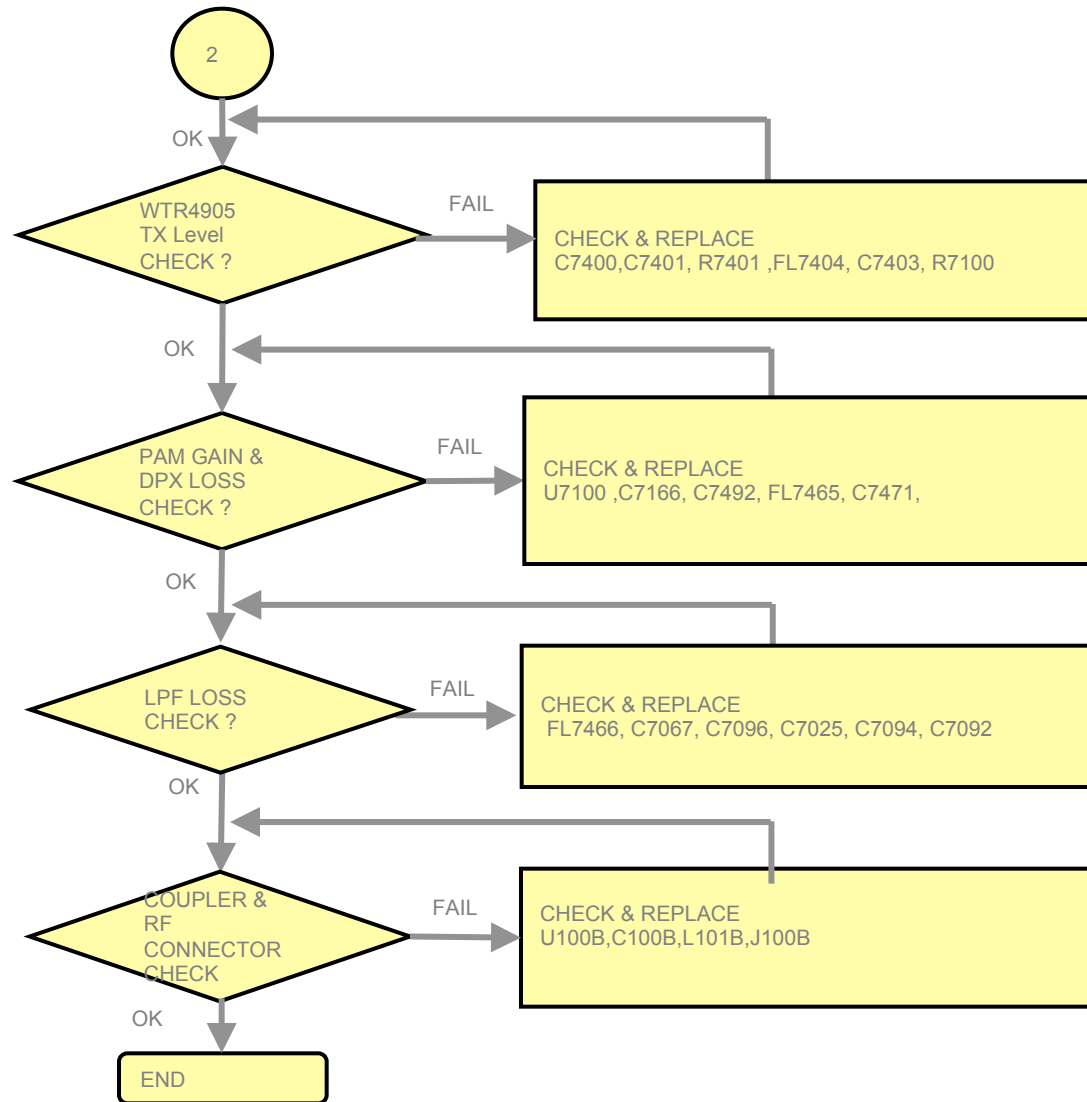 2
OK
WTR4905
TX Level
CHECK ?
FAIL
CHECK & REPLACE
C7400,C7401, R7401 ,FL7404, C7403, R7100
OK
PAM GAIN &
DPX LOSS
CHECK ?
FAIL
CHECK & REPLACE
U7100 ,C7166, C7492, FL7465, C7471,
OK
LPF LOSS
CHECK ?
FAIL
CHECK & REPLACE
FL7466, C7067, C7096, C7025, C7094, C7092
OK
COUPLER &
RF
CONNECTOR
CHECK
FAIL
CHECK & REPLACE
U100B,C100B,L101B,J100B
OK
END